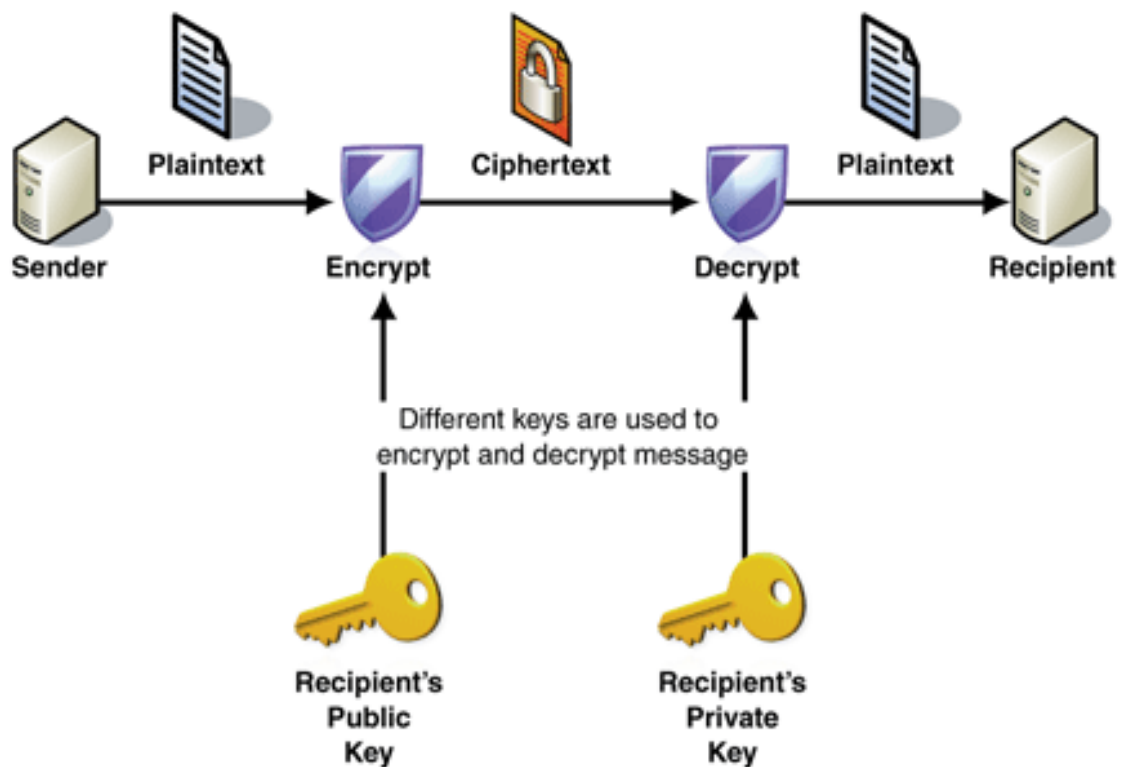 Plaintext
Ciphertext
Plaintext
Sender
Encrypt
Decrypt
Recipient
Different keys are used to
encrypt and decrypt message
Recipient's
Public
Key
Recipient's
Private
Key